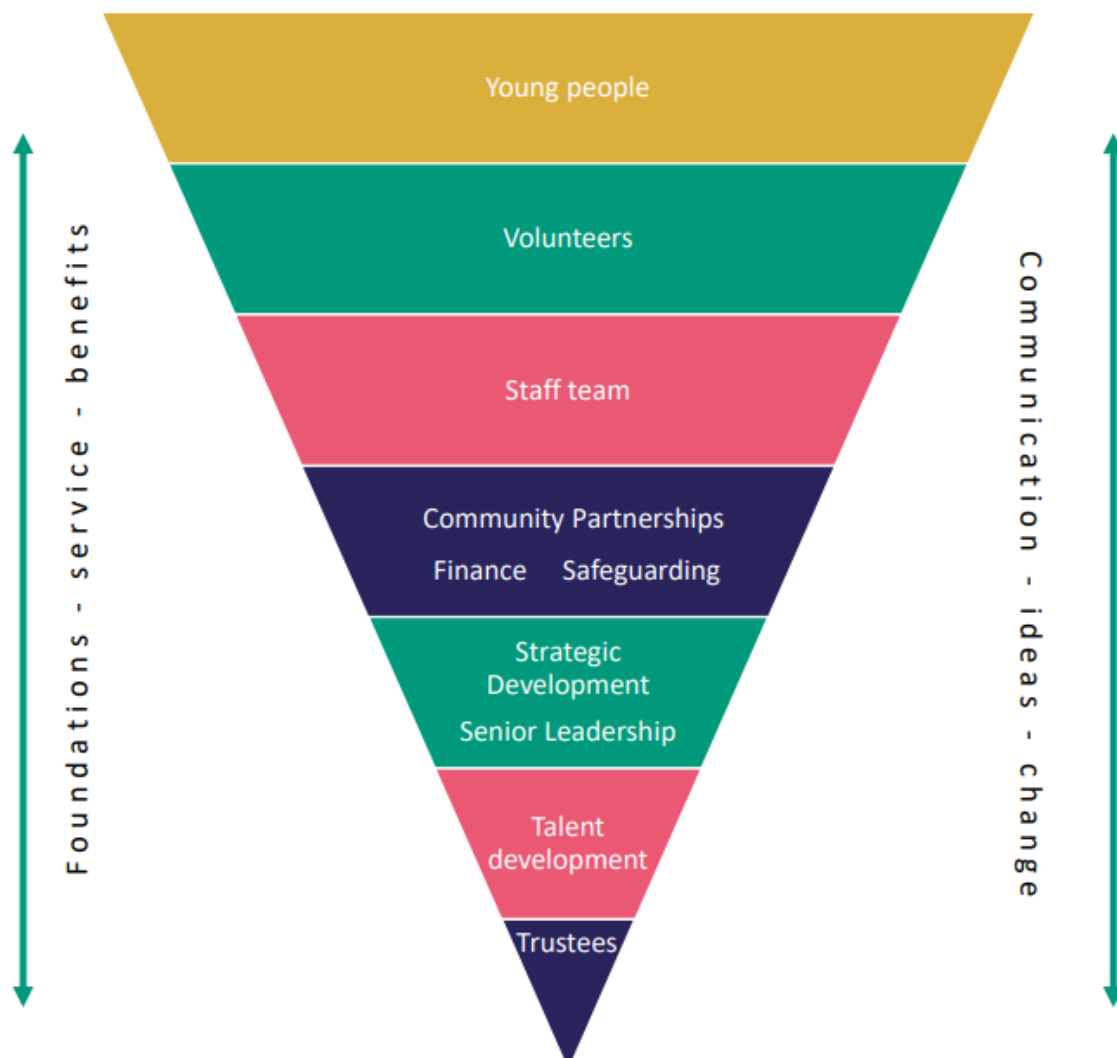 Young people
Volunteers
Staff team
Community Partnerships
Finance Safeguarding
Strategic
Development
Senior Leadership
Talent
development
Trustees
Foundations - service - benefits
Communication - ideas - change